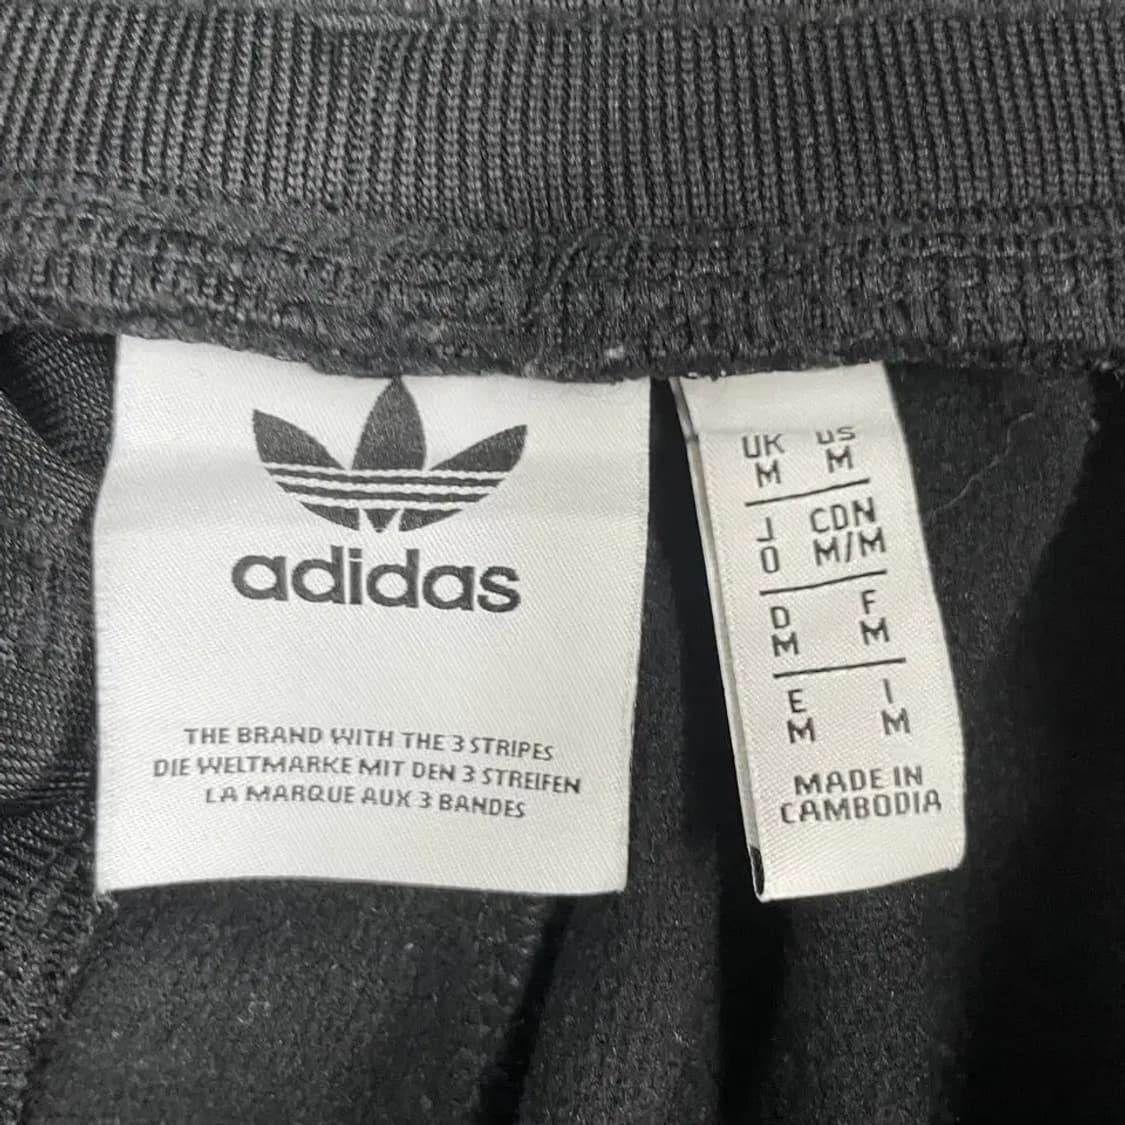 adidas
THE BRAND WITH THE 3 STRIPES
DIE WELTMARKE MIT DEN 3 STREIFEN
LA MARQUE AUX 3 BANDES
UK US
M M
J CDN
O M/M
D F
M M
E I
M M
MADE IN
CAMBODIA